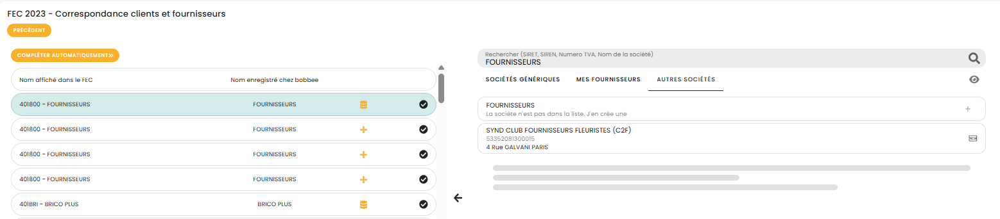 FEC 2023 - Correspondance clients et fournisseurs
PRÉCÉDENT
COMPLÉTER AUTOMATIQUEMENT
Nom affiché dans le FEC Nom enregistré chez bobbee
401800 - FOURNISSEURS FOURNISSEURS
401800 - FOURNISSEURS FOURNISSEURS
401800 - FOURNISSEURS FOURNISSEURS
401800 - FOURNISSEURS FOURNISSEURS
401BRI - BRICO PLUS BRICO PLUS
Rechercher (SIRET, SIREN, Numero TVA, Nom de la société)
FOURNISSEURS
SOCIÉTÉS GÉNÉRIQUES MES FOURNISSEURS AUTRES SOCIÉTÉS
FOURNISSEURS
La sociéte n'est pas dans la liste. J'en crée une
SYND CLUB FOURNISSEURS FLEURISTES (C2F)
53352081300015
NEW
4 Rue GALVANI PARIS